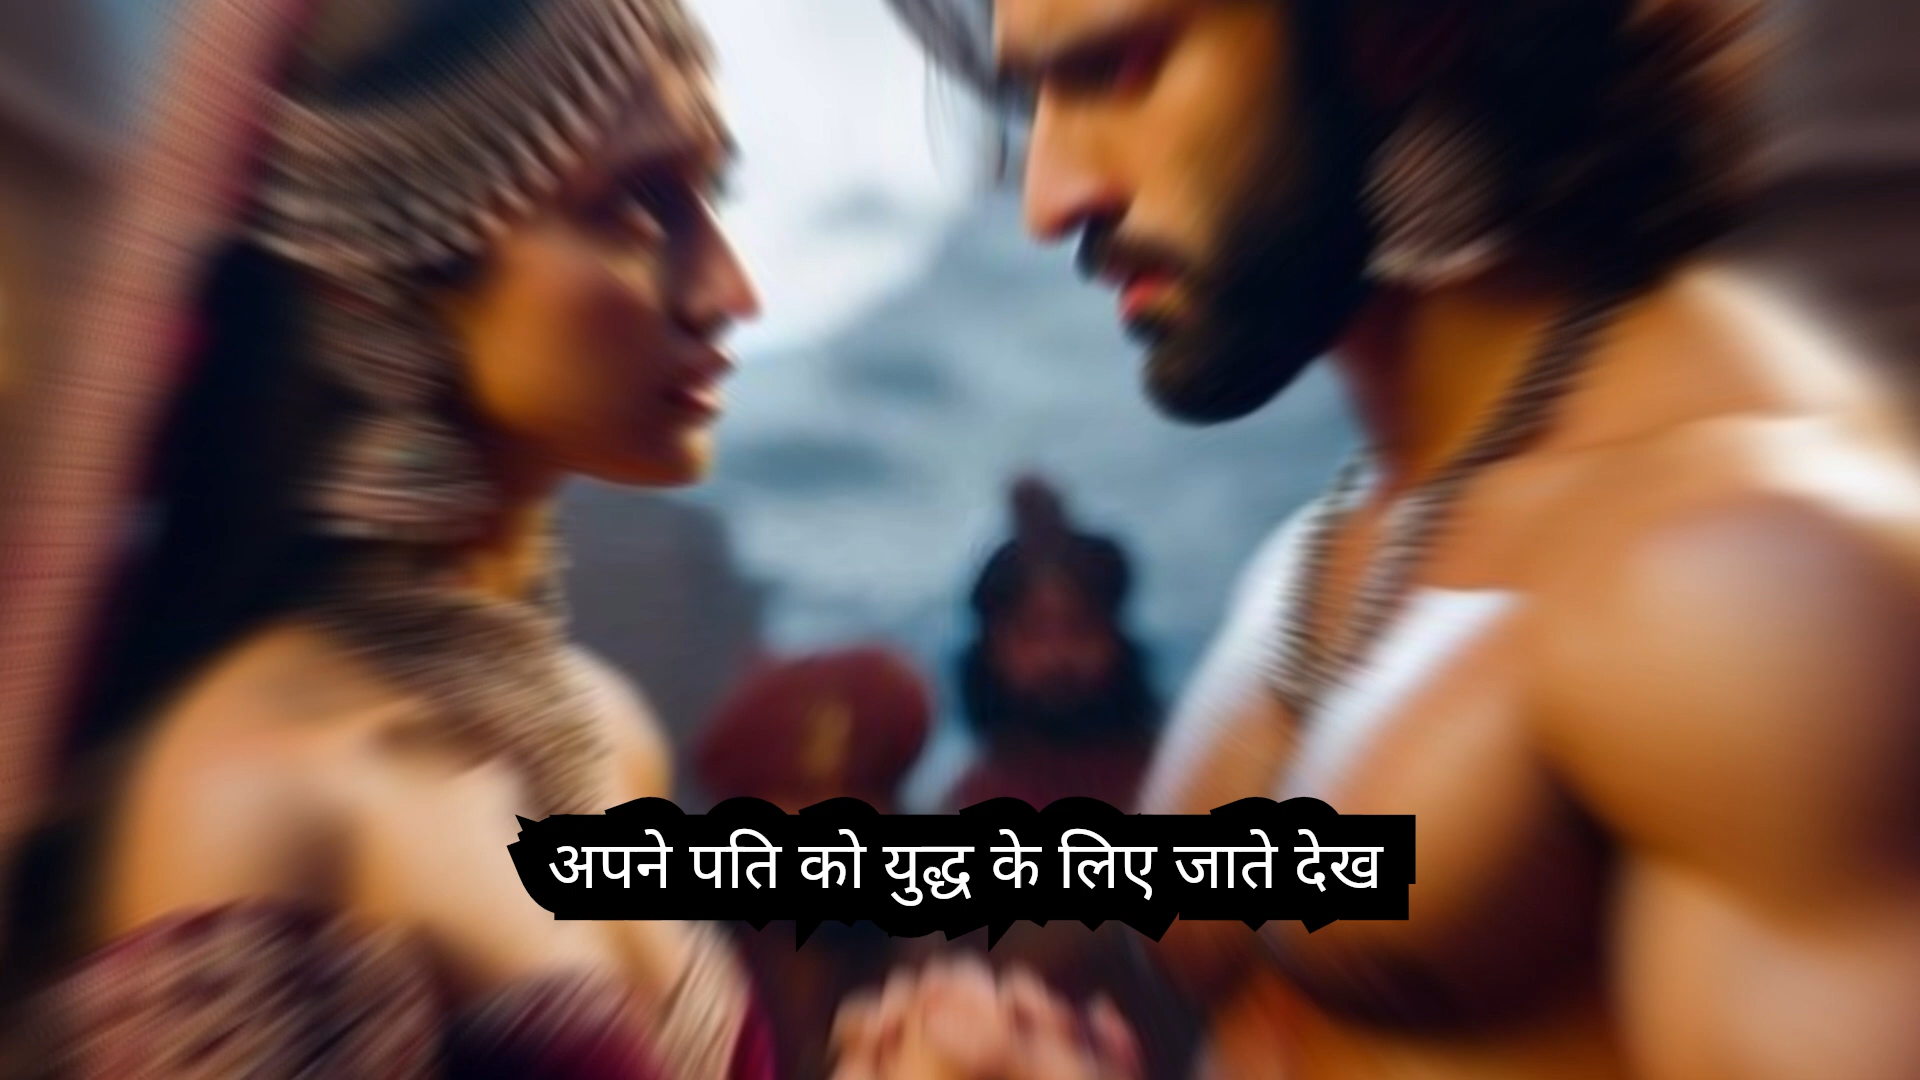 अपने पति को युद्ध के लिए जाते देख